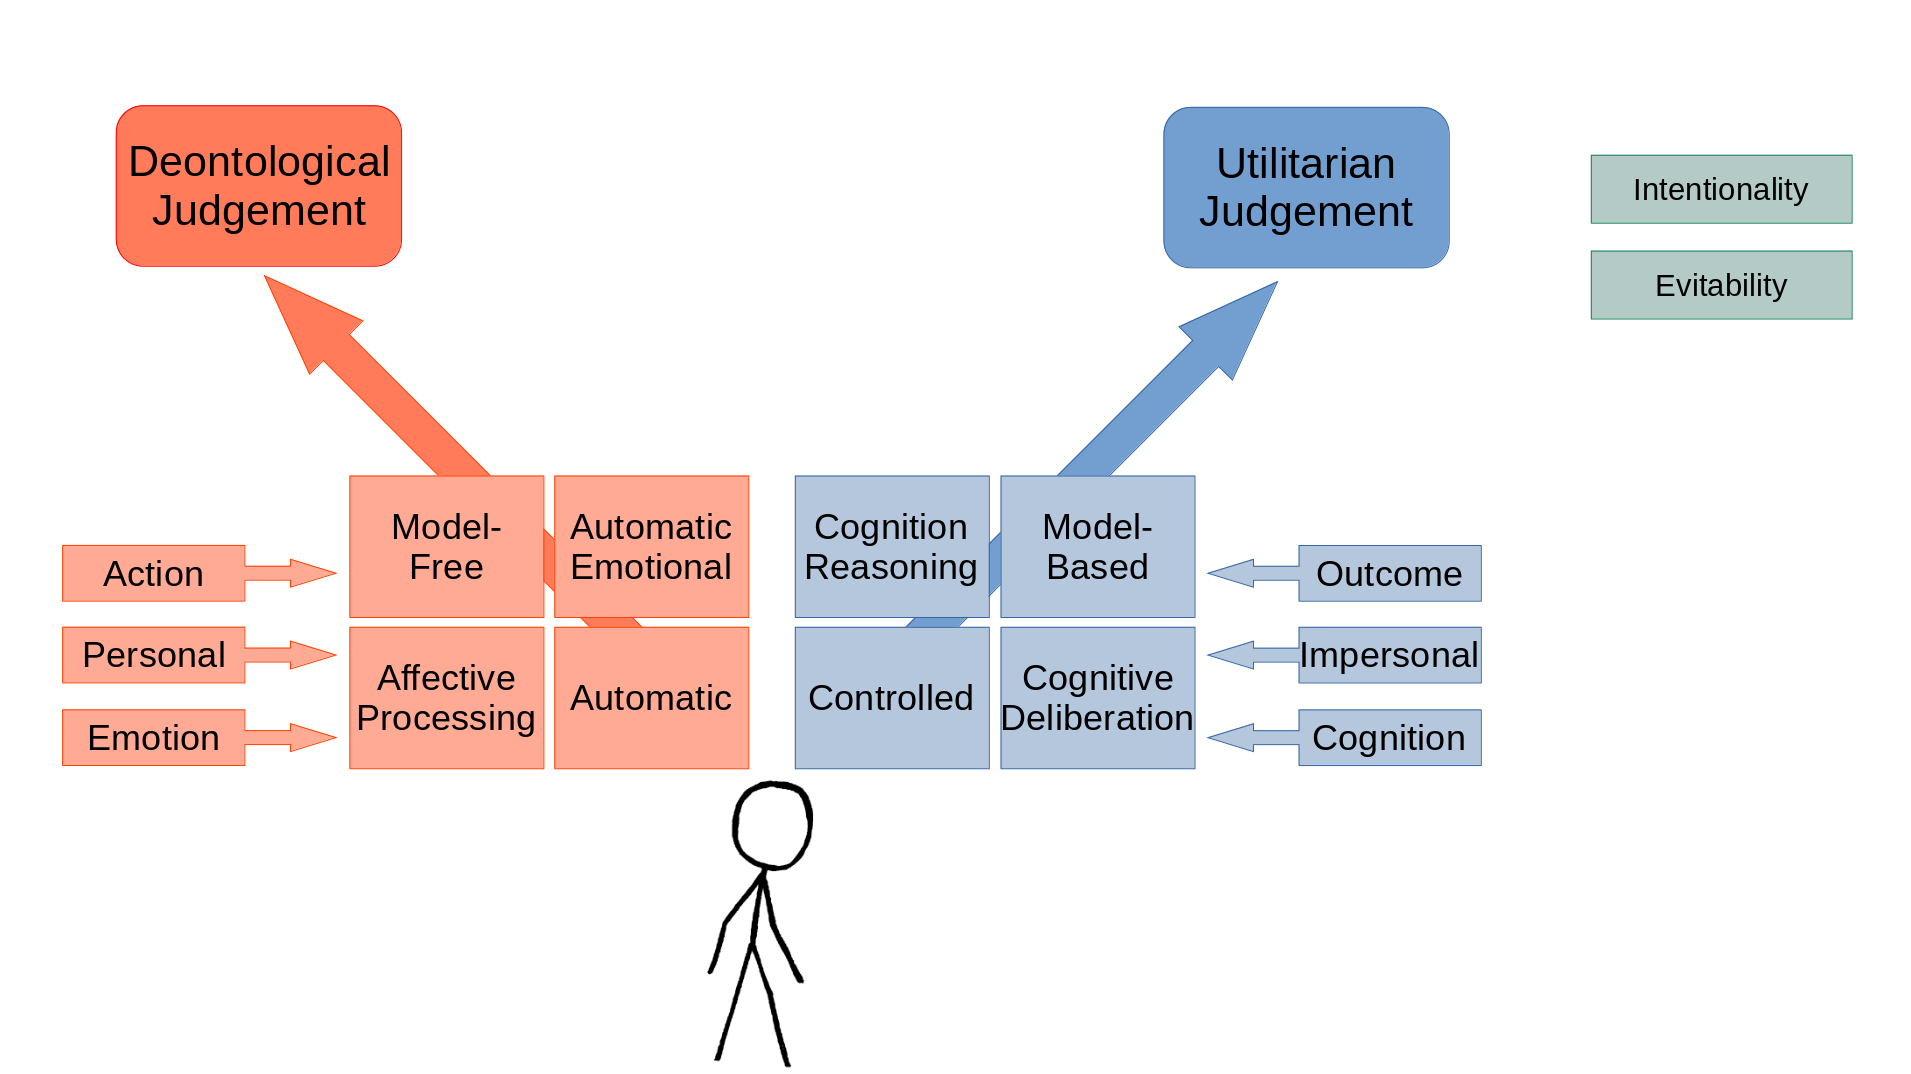 Deontological
Judgement
Utilitarian
Judgement
Intentionality
Evitability
Model-
Free
Automatic
Emotional
Cognition
Reasoning
Model-
Based
Action
Personal
Emotion
Affective
Processing
Automatic
Controlled
Cognitive
Deliberation
Outcome
Impersonal
Cognition